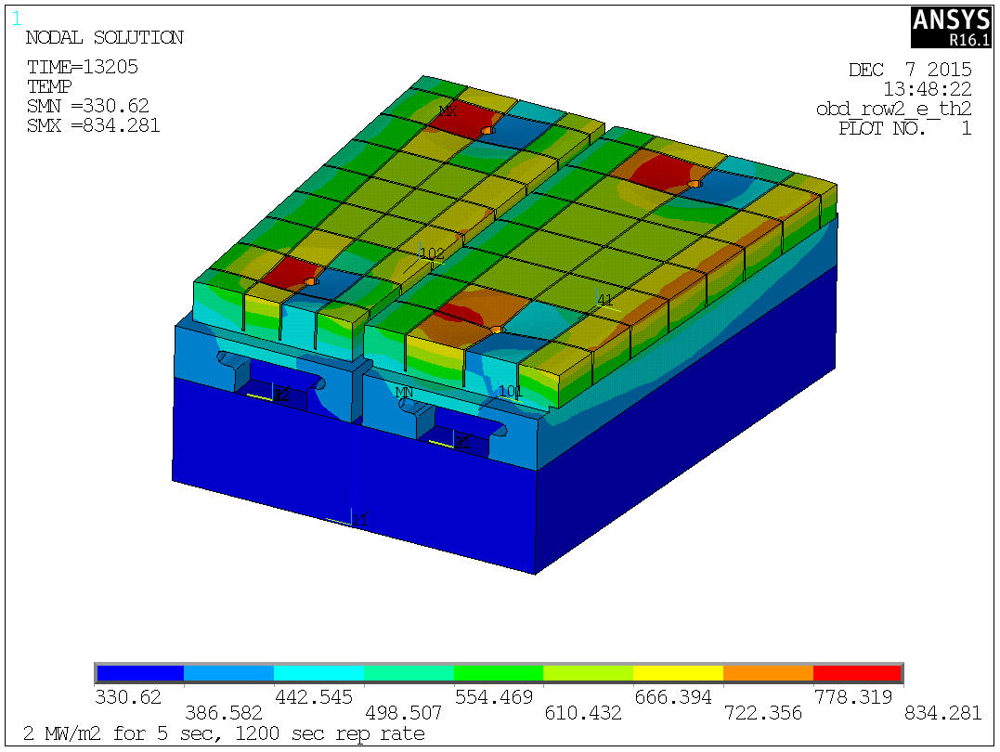 1
NODAL SOLUTION
TIME=13205
TEMP
SMN =330.62
SMX =834.281
ANSYS
R16.1
DEC 7 2015
13:48:22
obd_row2_e_th2
PLOT NO. 1
MX
102
41
MN
101
11
330.62
386.582
442.545
498.507
554.469
610.432
666.394
722.356
778.319
834.281
2 MW/m2 for 5 sec, 1200 sec rep rate